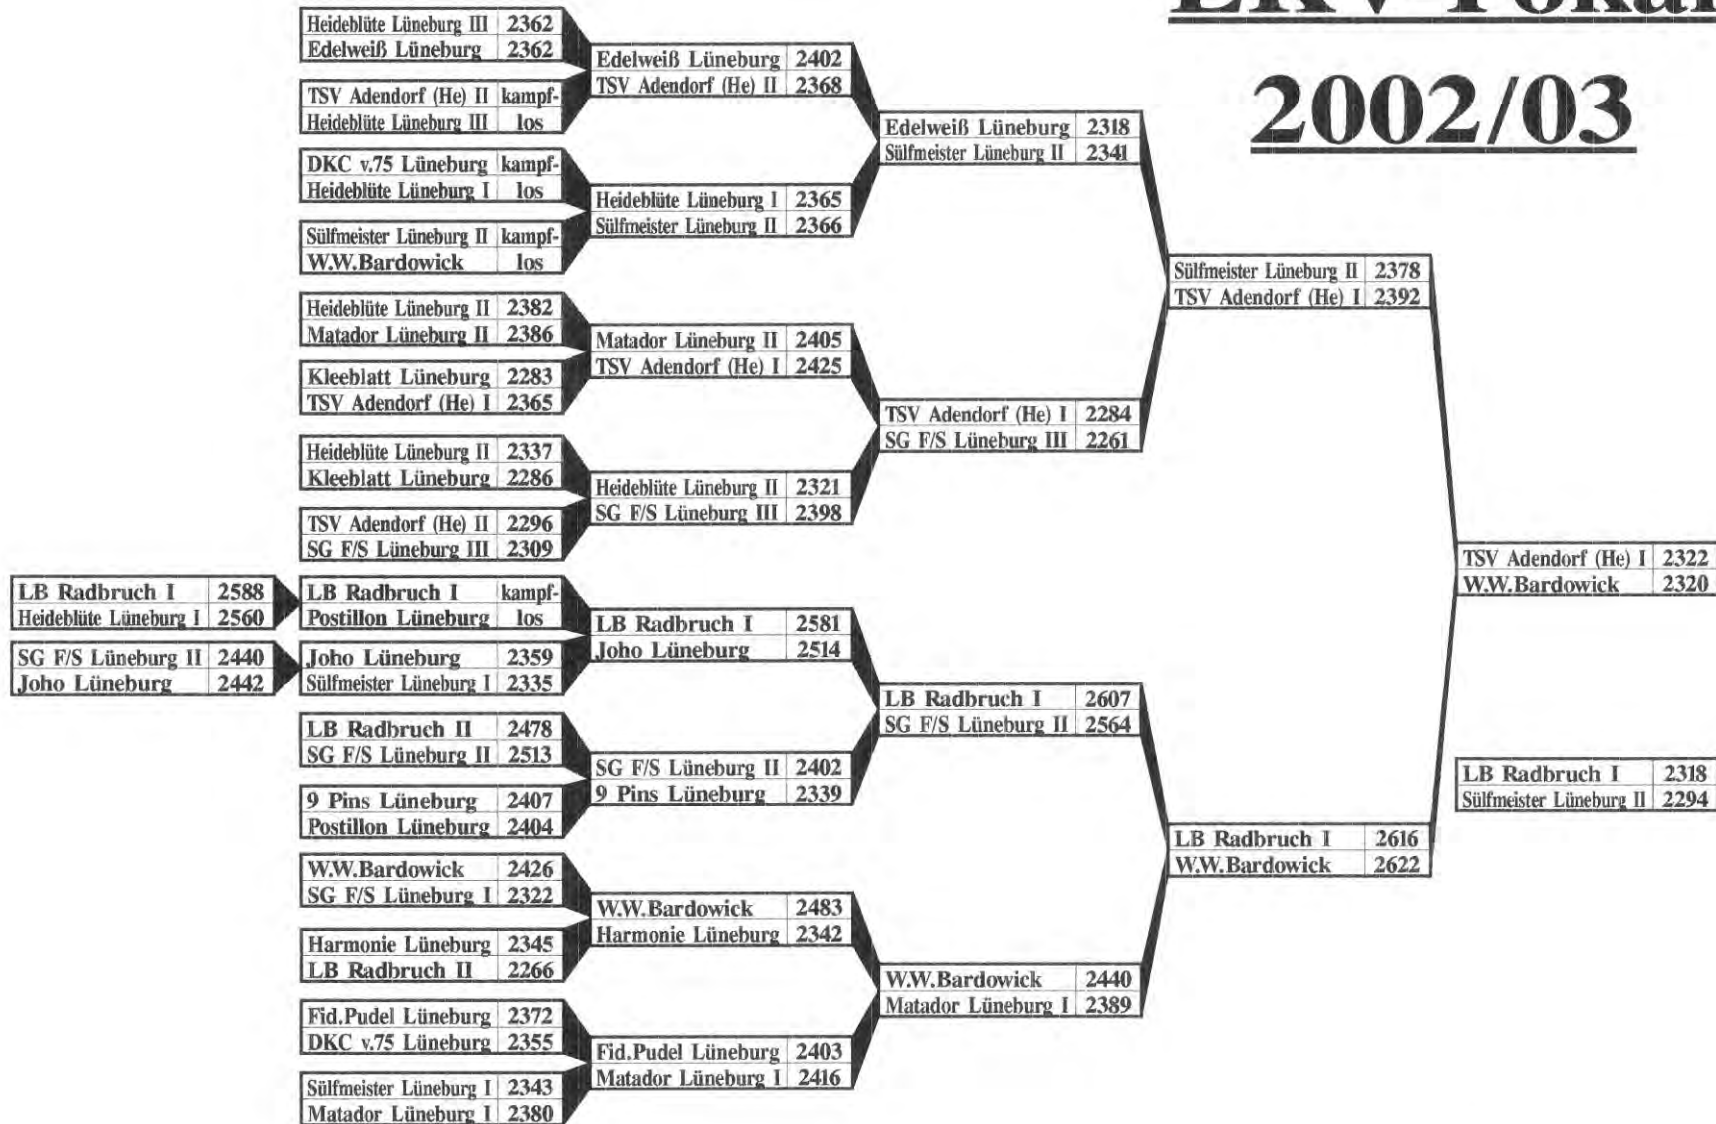 2002/03
Heideblüte Lüneburg III 2362
Edelweiß Lüneburg 2362
TSV Adendorf (He) II kampf-
Heideblüte Lüneburg III los
DKC v.75 Lüneburg kampf-
Heideblüte Lüneburg I los
Sülfmeister Lüneburg II kampf-
W.W.Bardowick los
Heideblüte Lüneburg II 2382
Matador Lüneburg II 2386
Kleeblatt Lüneburg 2283
TSV Adendorf (He) I 2365
Heideblüte Lüneburg II 2337
Kleeblatt Lüneburg 2286
TSV Adendorf (He) II 2296
SG F/S Lüneburg III 2309
LB Radbruch I 2588
Heideblüte Lüneburg I 2560
SG F/S Lüneburg II 2440
Joho Lüneburg 2442
LB Radbruch I kampf-
Postillon Lüneburg los
Joho Lüneburg 2359
Sülfmeister Lüneburg I 2335
LB Radbruch II 2478
SG F/S Lüneburg II 2513
9 Pins Lüneburg 2407
Postillon Lüneburg 2404
W.W.Bardowick 2426
SG F/S Lüneburg I 2322
Harmonie Lüneburg 2345
LB Radbruch II 2266
Fid.Pudel Lüneburg 2372
DKC v.75 Lüneburg 2355
Sülfmeister Lüneburg I 2343
Matador Lüneburg I 2380
Edelweiß Lüneburg 2402
TSV Adendorf (He) II 2368
Heideblüte Lüneburg I 2365
Sülfmeister Lüneburg II 2366
Matador Lüneburg II 2405
TSV Adendorf (He) I 2425
Heideblüte Lüneburg II 2321
SG F/S Lüneburg III 2398
LB Radbruch I 2581
Joho Lüneburg 2514
SG F/S Lüneburg II 2402
9 Pins Lüneburg 2339
W.W.Bardowick 2483
Harmonie Lüneburg 2342
Fid.Pudel Lüneburg 2403
Matador Lüneburg I 2416
Edelweiß Lüneburg 2318
Sülfmeister Lüneburg II 2341
TSV Adendorf (He) I 2284
SG F/S Lüneburg III 2261
LB Radbruch I 2607
SG F/S Lüneburg II 2564
W.W.Bardowick 2440
Matador Lüneburg I 2389
Sülfmeister Lüneburg II 2378
TSV Adendorf (He) I 2392
LB Radbruch I 2616
W.W.Bardowick 2622
TSV Adendorf (He) I 2322
W.W.Bardowick 2320
LB Radbruch I 2318
Sülfmeister Lüneburg II 2294